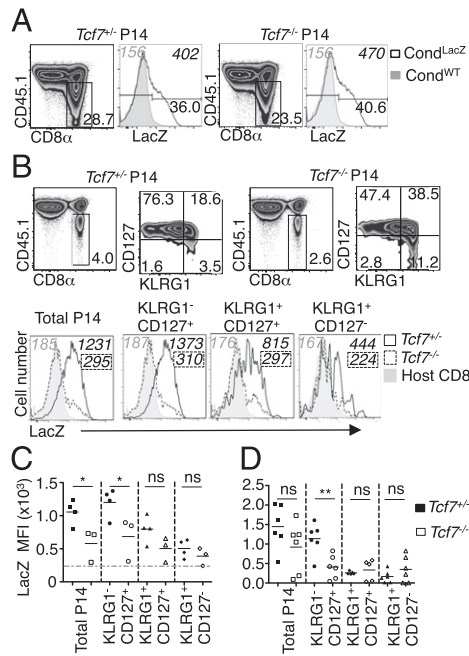 A
Tcf7+/- P14
Tcf7-/- P14
156 402
156 470
CondLacZ
CondWT
CD45.1
28.7
36.0
CD45.1
23.5
40.6
CD8α
LacZ
CD8α
LacZ
B
Tcf7+/- P14
Tcf7-/- P14
CD45.1
4.0
CD127
76.3 18.6
1.6 3.5
CD45.1
2.6
CD127
47.4 38.5
2.8 11.2
CD8α
KLRG1
CD8α
KLRG1
Total P14
KLRG1- CD127+
KLRG1+ CD127+
KLRG1+ CD127-
Cell number
185 1231
295
187 1373
310
176 815
297
167 444
224
Tcf7+/-
Tcf7-/-
Host CD8
LacZ
C
LacZ MFI (x10³)
* * ns ns
1.5
1.0
0.5
0
Total P14
KLRG1-
CD127+
KLRG1+
CD127+
KLRG1+
CD127-
D
ns ** ns ns
2.5
2.0
1.5
1.0
0.5
0.0
Total P14
KLRG1-
CD127+
KLRG1+
CD127+
KLRG1+
CD127-
Tcf7+/-
Tcf7-/-